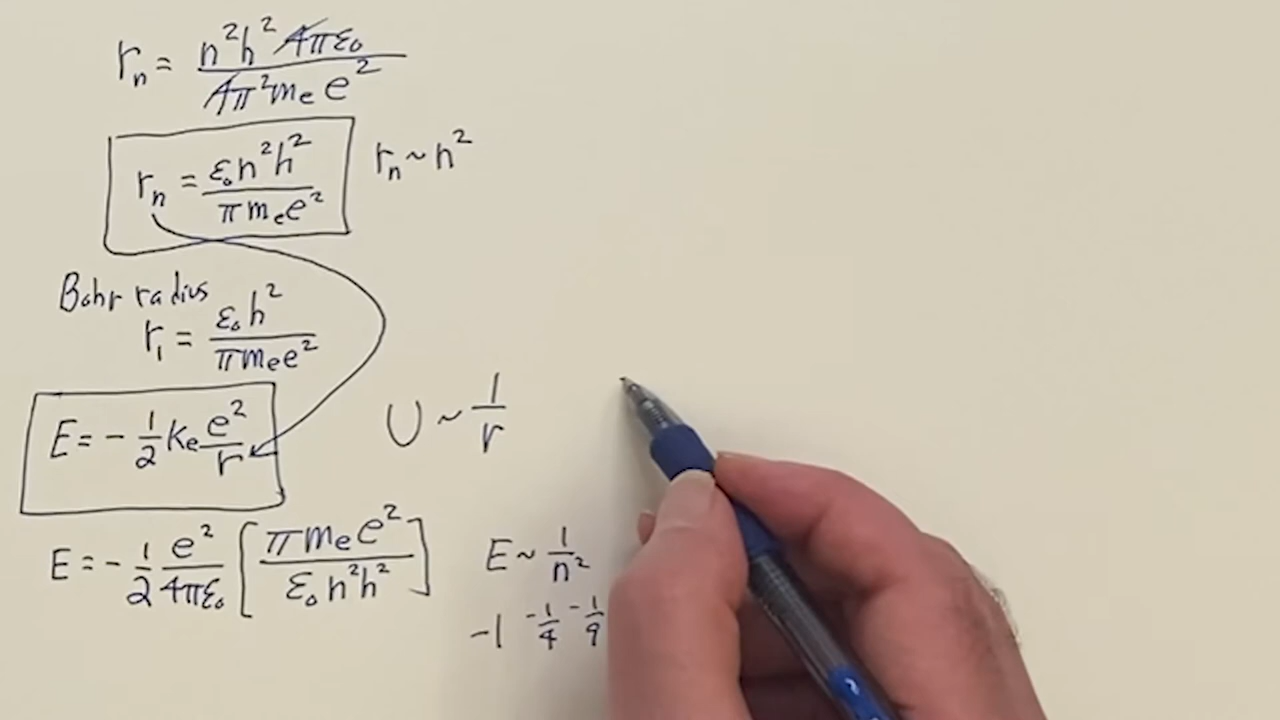 rₙ = n²h² 4πε₀ / 4π²mₑe²
rₙ = ε₀n²h² / πmₑe²
rₙ ~ n²
Bohr radius
r₁ = ε₀h² / πmₑe²
E = - 1/2 kₑ e²/r
U ~ 1/r
E = - 1/2 e²/4πε₀ [ πmₑe² / ε₀n²h² ]
E ~ 1/n²
-1 -1/4 -1/9